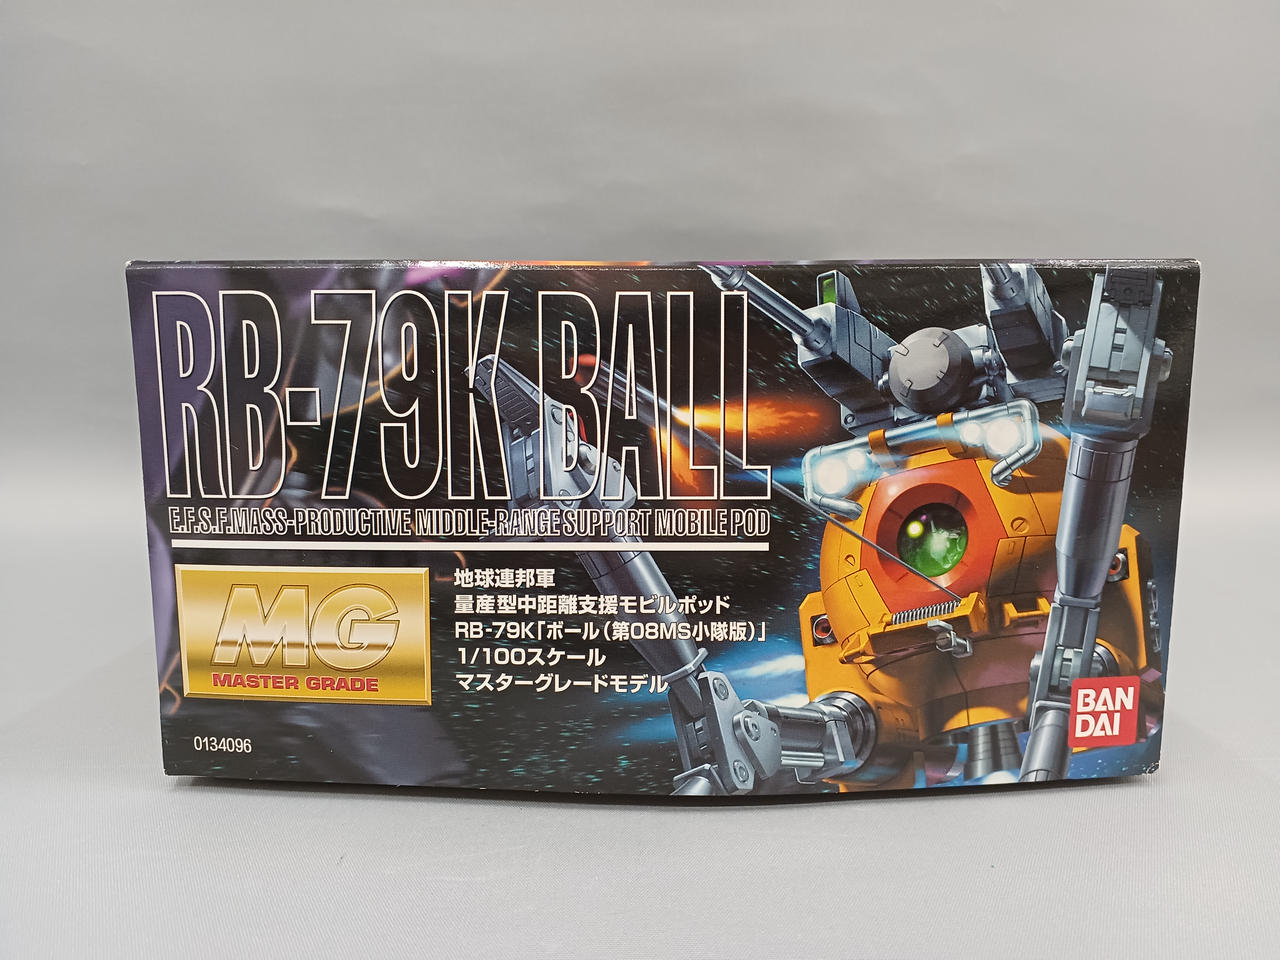 RB-79K BALL
E.F.S.F.MASS-PRODUCTIVE MIDDLE-RANGE SUPPORT MOBILE POD
MG
MASTER GRADE
地球連邦軍
量産型中距離支援モビルポッド
RB-79K「ボール(第08MS小隊版)」
1/100スケール
マスターグレードモデル
0134096
BAN
DAI